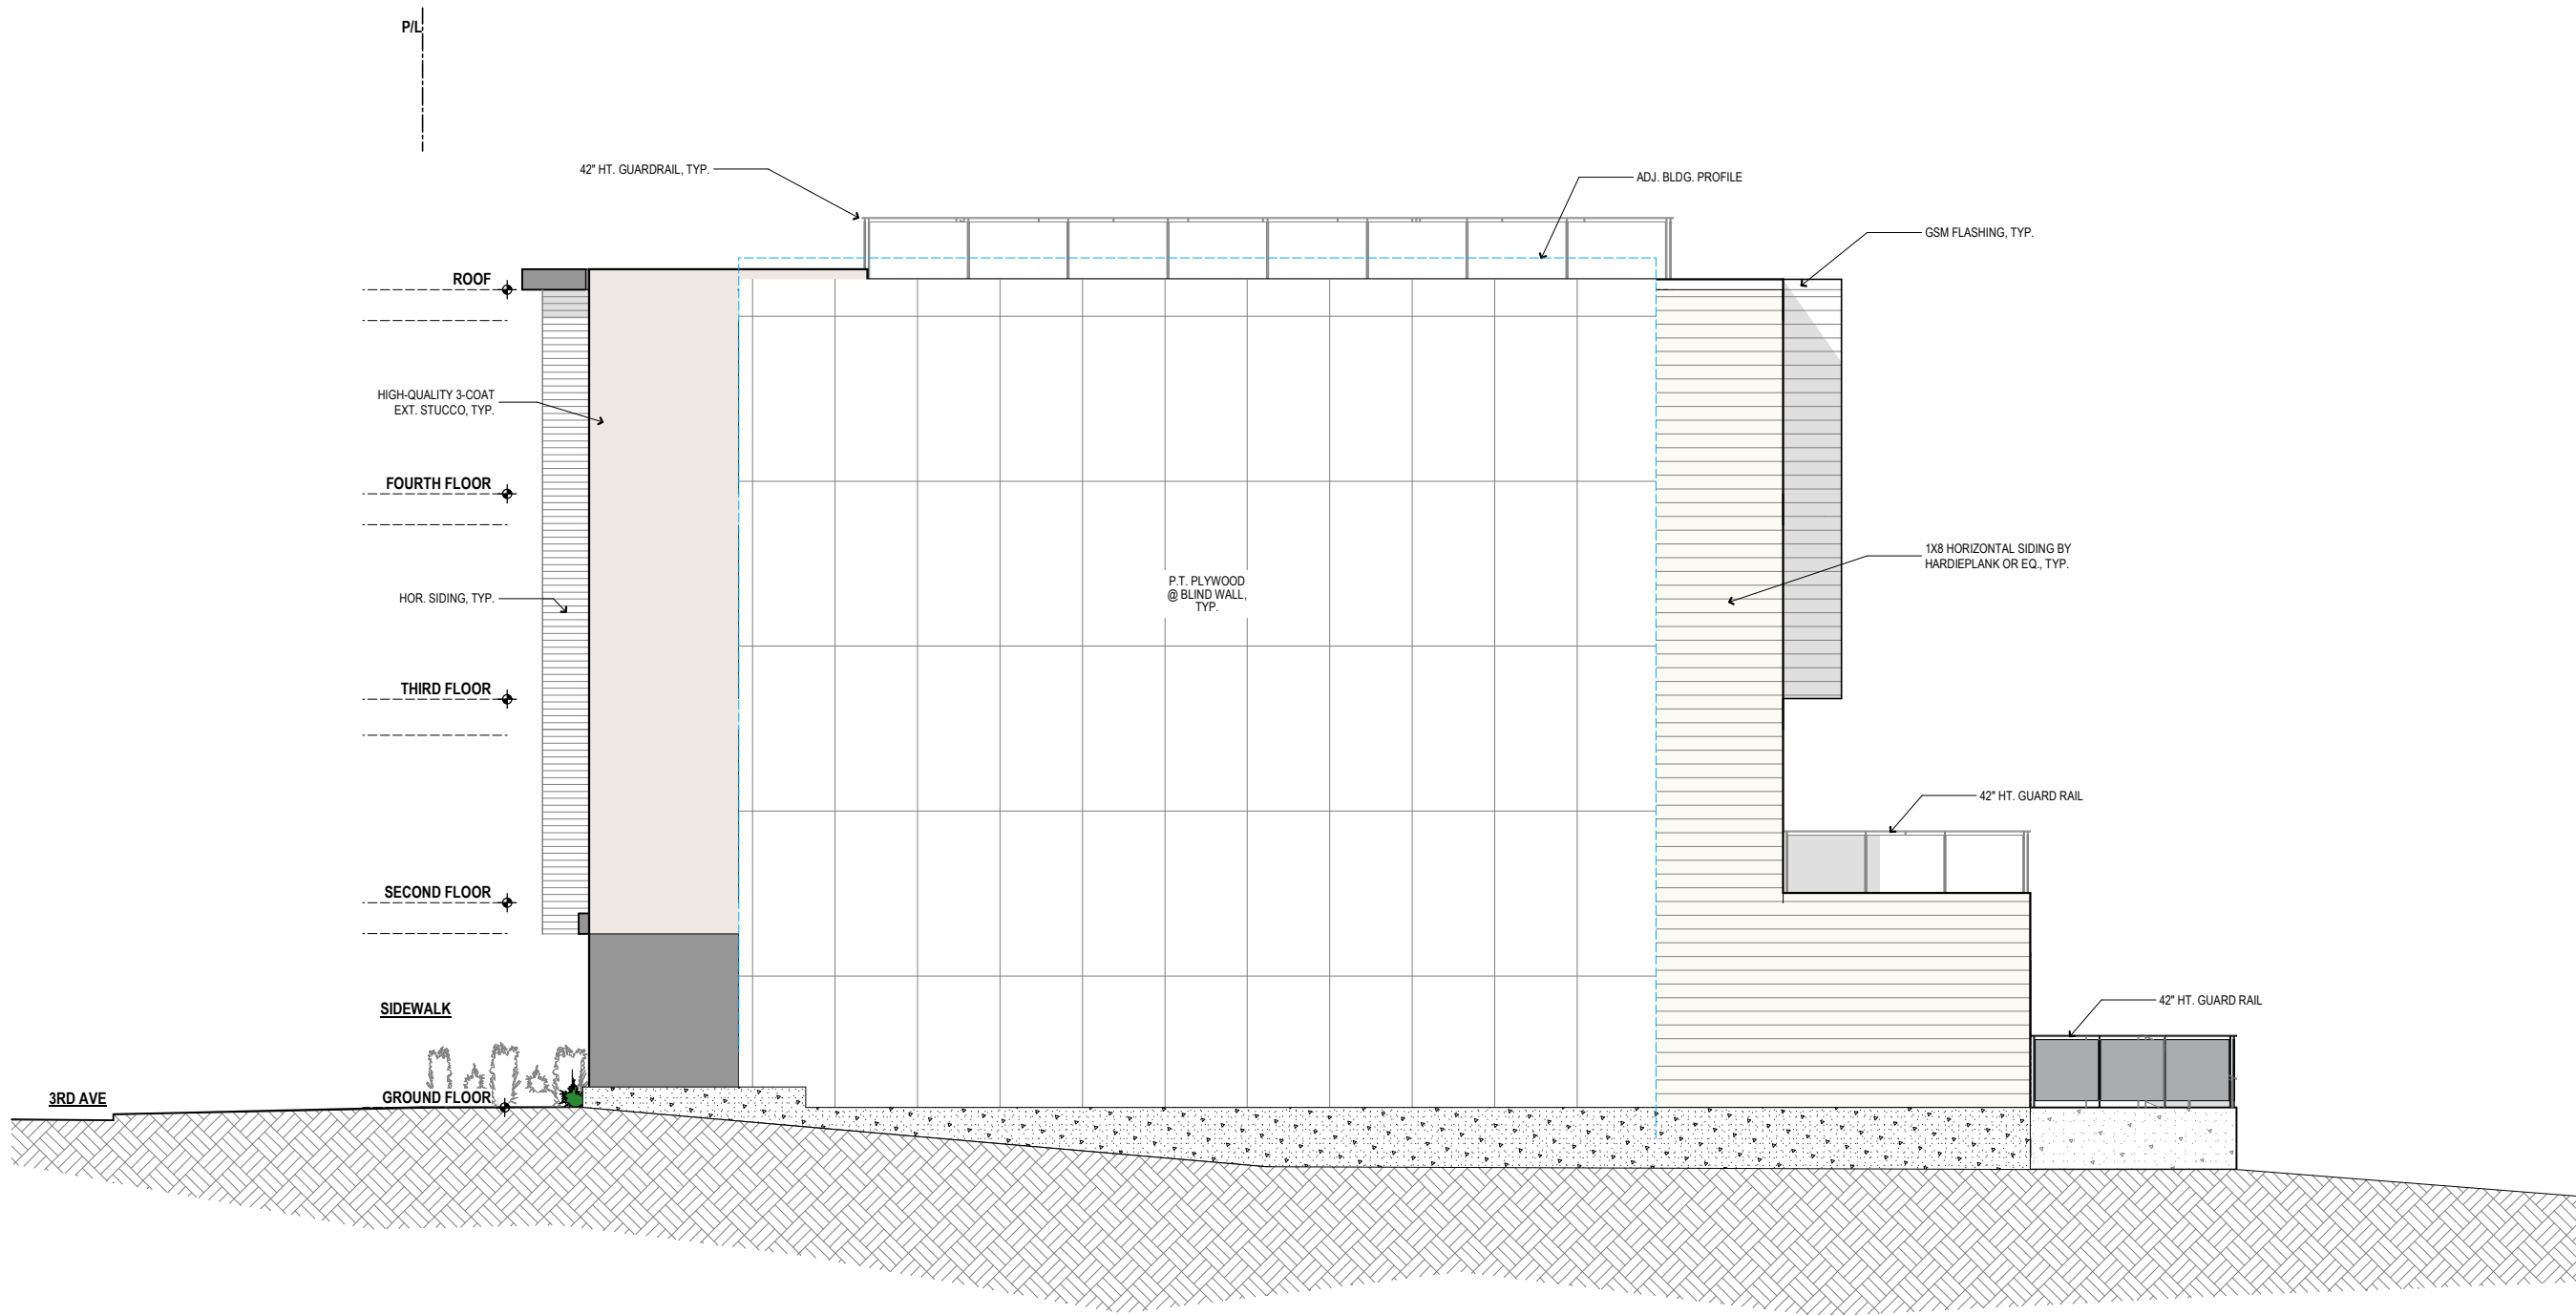 P/L
42" HT. GUARDRAIL, TYP.
ADJ. BLDG. PROFILE
GSM FLASHING, TYP.
ROOF
HIGH-QUALITY 3-COAT
EXT. STUCCO, TYP.
FOURTH FLOOR
1X8 HORIZONTAL SIDING BY
HARDIEPLANK OR EQ., TYP.
P.T. PLYWOOD
@ BLIND WALL,
TYP.
HOR. SIDING, TYP.
THIRD FLOOR
42" HT. GUARD RAIL
SECOND FLOOR
42" HT. GUARD RAIL
SIDEWALK
3RD AVE
GROUND FLOOR